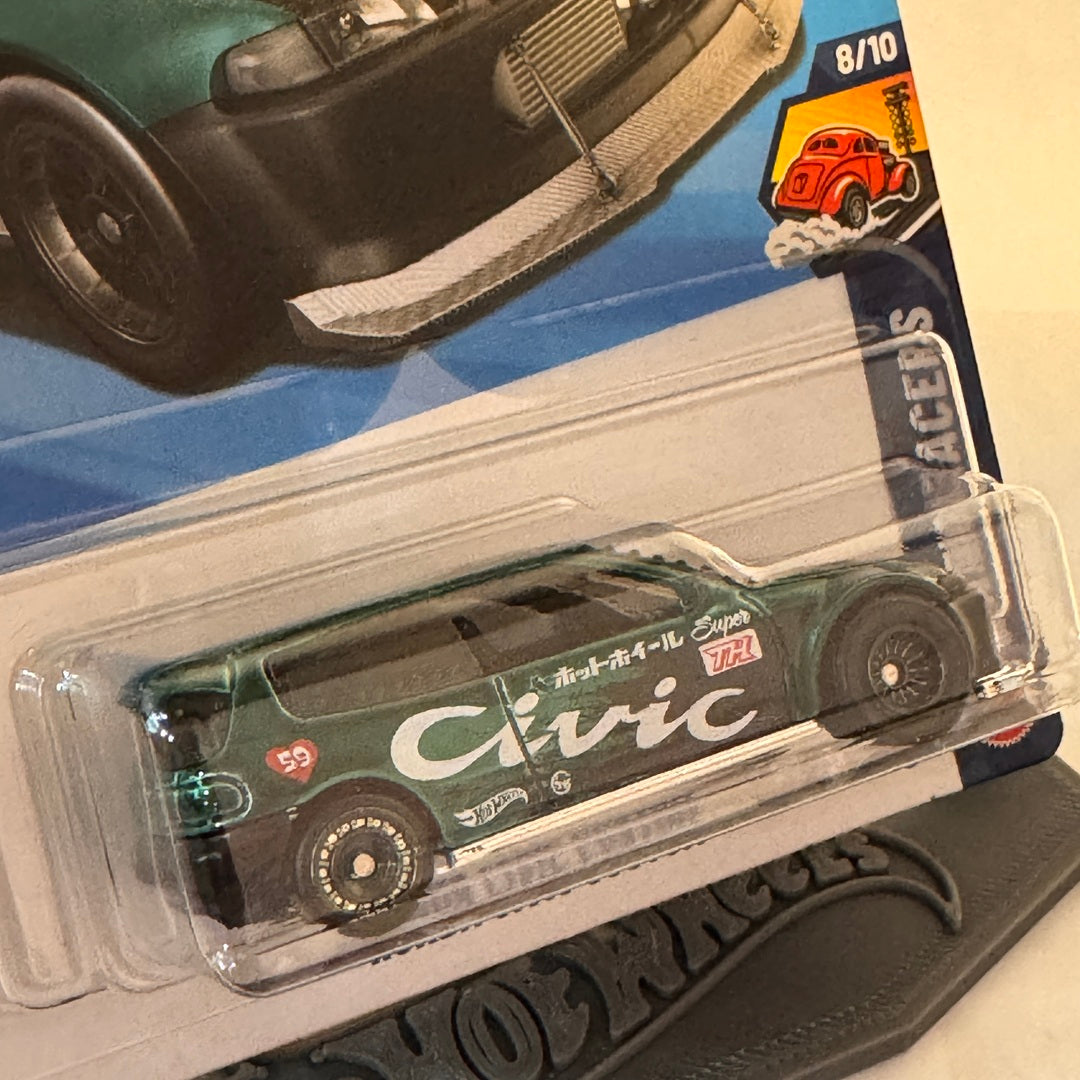 8/10
ACERS
Super
TH
ホットホイール
Civic
59
Hot Wheels
HOT WHEELS